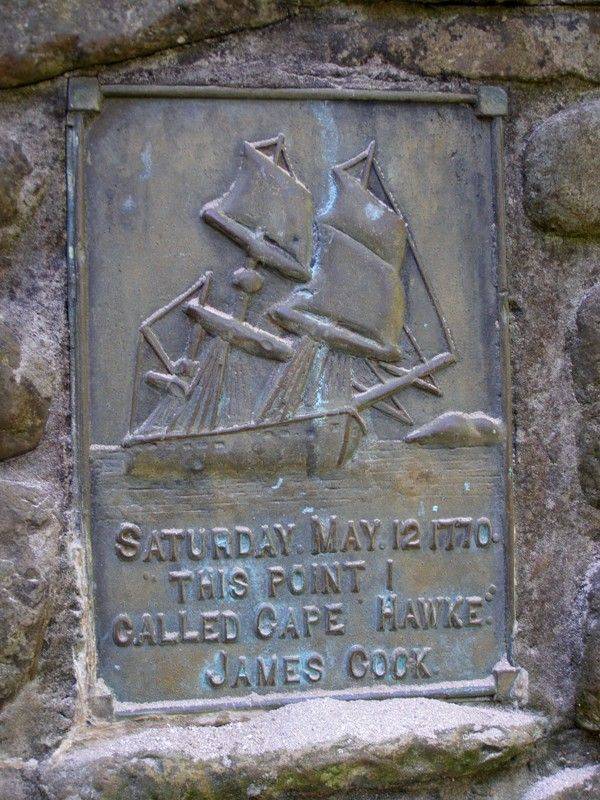 SATURDAY. MAY. 12 1770.
"THIS POINT I
CALLED CAPE HAWKE".
JAMES COOK.